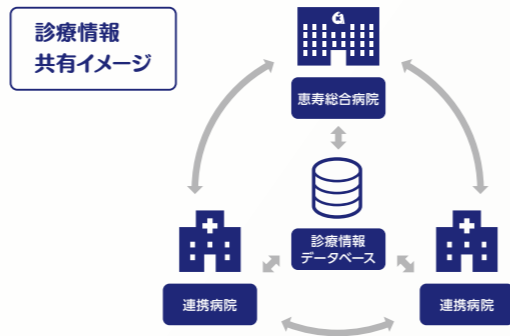 診療情報
共有イメージ
恵寿総合病院
診療情報
データベース
連携病院
連携病院